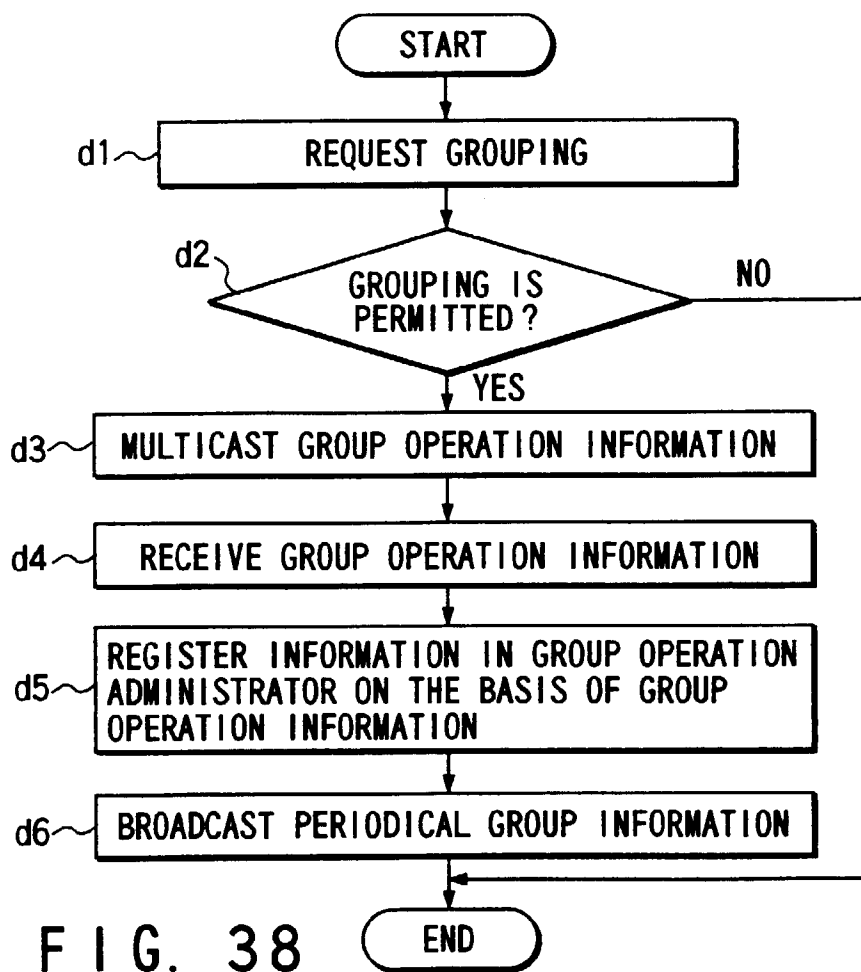 START
d1
REQUEST GROUPING
d2
GROUPING IS
PERMITTED?
NO
YES
d3
MULTICAST GROUP OPERATION INFORMATION
d4
RECEIVE GROUP OPERATION INFORMATION
d5
REGISTER INFORMATION IN GROUP OPERATION
ADMINISTRATOR ON THE BASIS OF GROUP
OPERATION INFORMATION
d6
BROADCAST PERIODICAL GROUP INFORMATION
END
FIG. 38